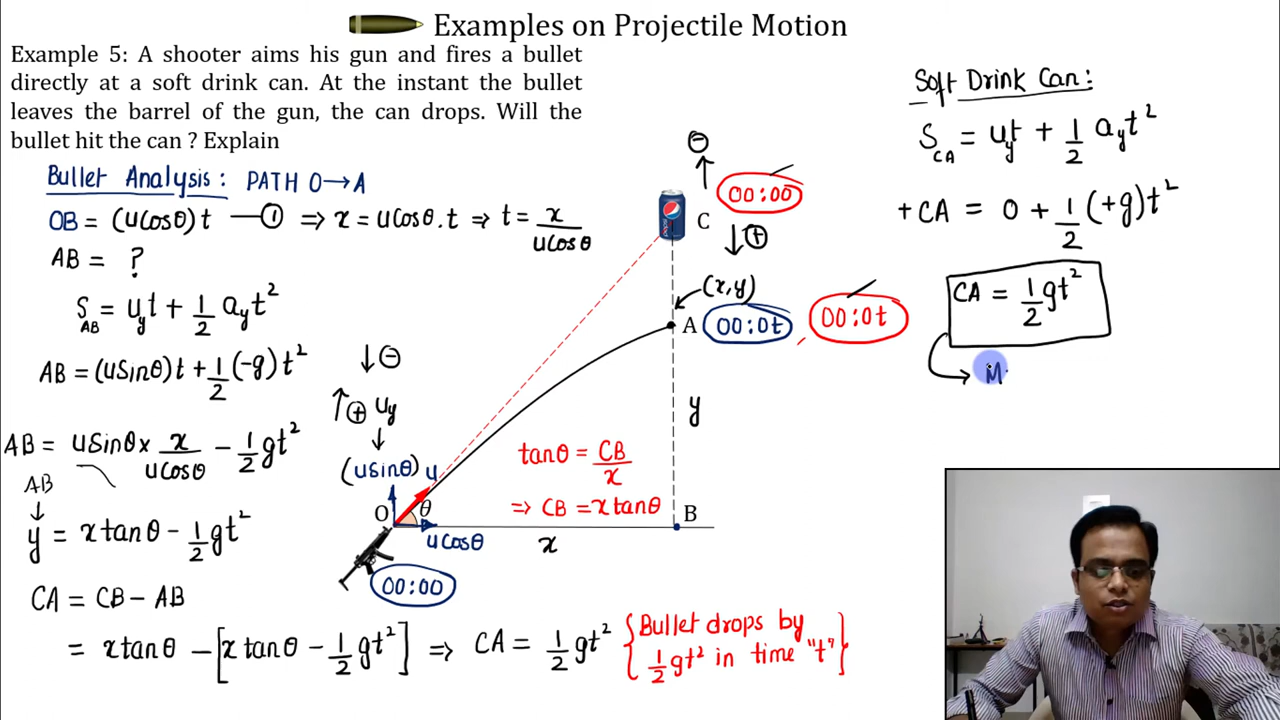 Examples on Projectile Motion
Example 5: A shooter aims his gun and fires a bullet
directly at a soft drink can. At the instant the bullet
leaves the barrel of the gun, the can drops. Will the
bullet hit the can ? Explain
Bullet Analysis: PATH O→A
OB = (ucosθ)t —① ⇒ x = ucosθ.t ⇒ t = x/ucosθ
AB = ?
S_AB = u_y t + 1/2 a_y t²
AB = (usinθ)t + 1/2 (-g)t²
AB = usinθ x x/ucosθ - 1/2 gt²
AB
↓
y = xtanθ - 1/2 gt²
CA = CB - AB
= xtanθ - [xtanθ - 1/2 gt²] ⇒ CA = 1/2 gt² {Bullet drops by
1/2 gt² in time "t"}
↓⊖
↑⊕ u_y
↓
(usinθ) u
O θ
ucosθ
00:00
x
tanθ = CB/x
⇒ CB = xtanθ
B
y
⊖
↑ 00:00
C
↓⊕
(x,y)
A 00:0t , 00:0t
Soft Drink Can:
S_CA = u_y t + 1/2 a_y t²
+CA = 0 + 1/2 (+g)t²
CA = 1/2 gt²
→ M